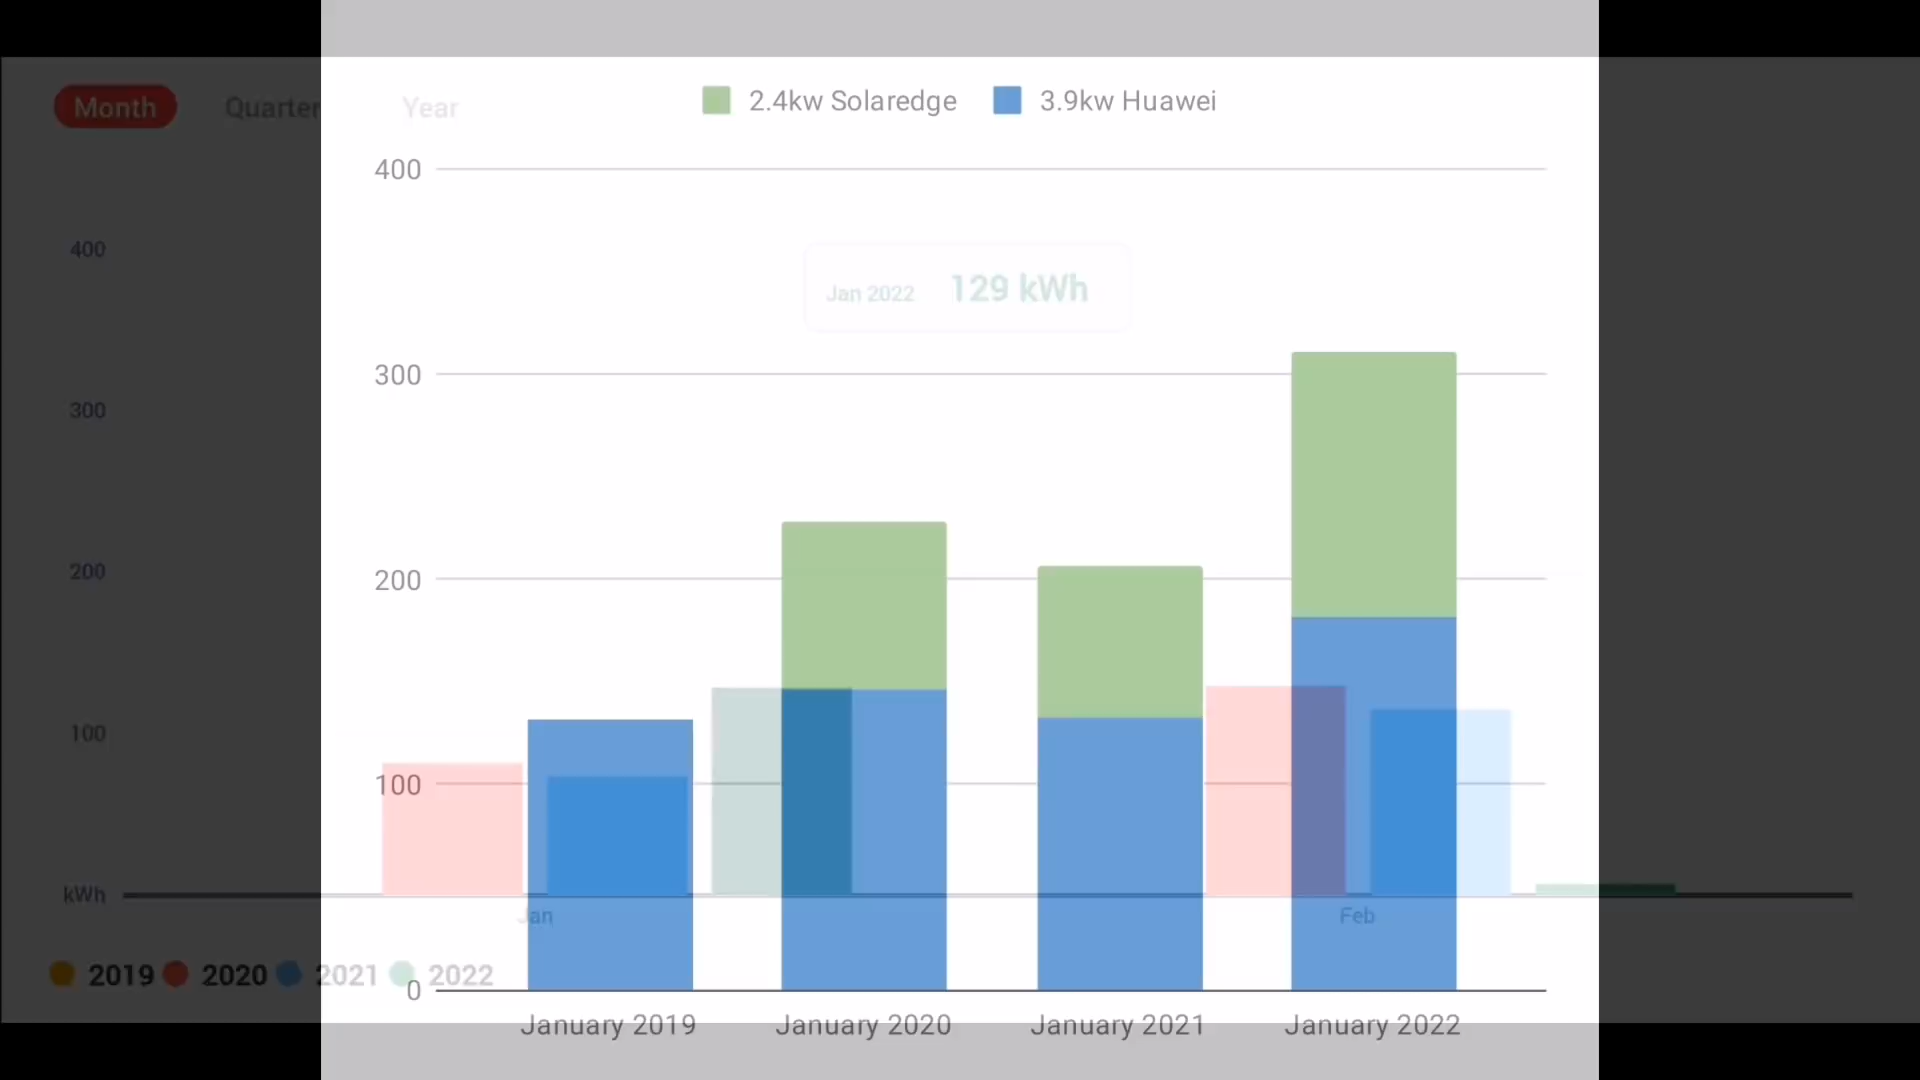 Month Quarter Year
2.4kw Solaredge 3.9kw Huawei
400
400
Jan 2022 129 kWh
300
300
200
200
100
100
kWh
Jan Feb
2019 2020 2021 2022
0
January 2019 January 2020 January 2021 January 2022